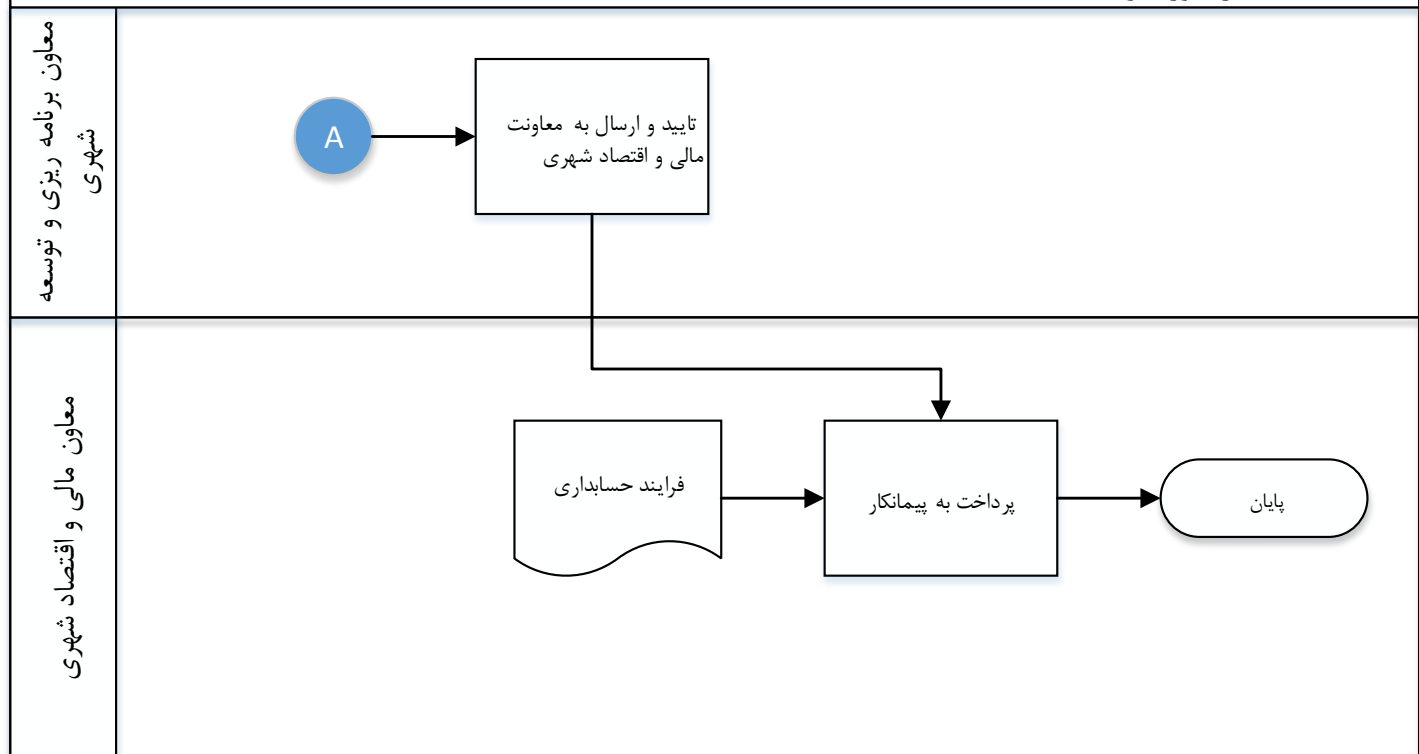 معاون برنامه ریزی و توسعه
شهری
A
تایید و ارسال به معاونت
مالی و اقتصاد شهری
معاون مالی و اقتصاد شهری
فرایند حسابداری
پرداخت به پیمانکار
پایان